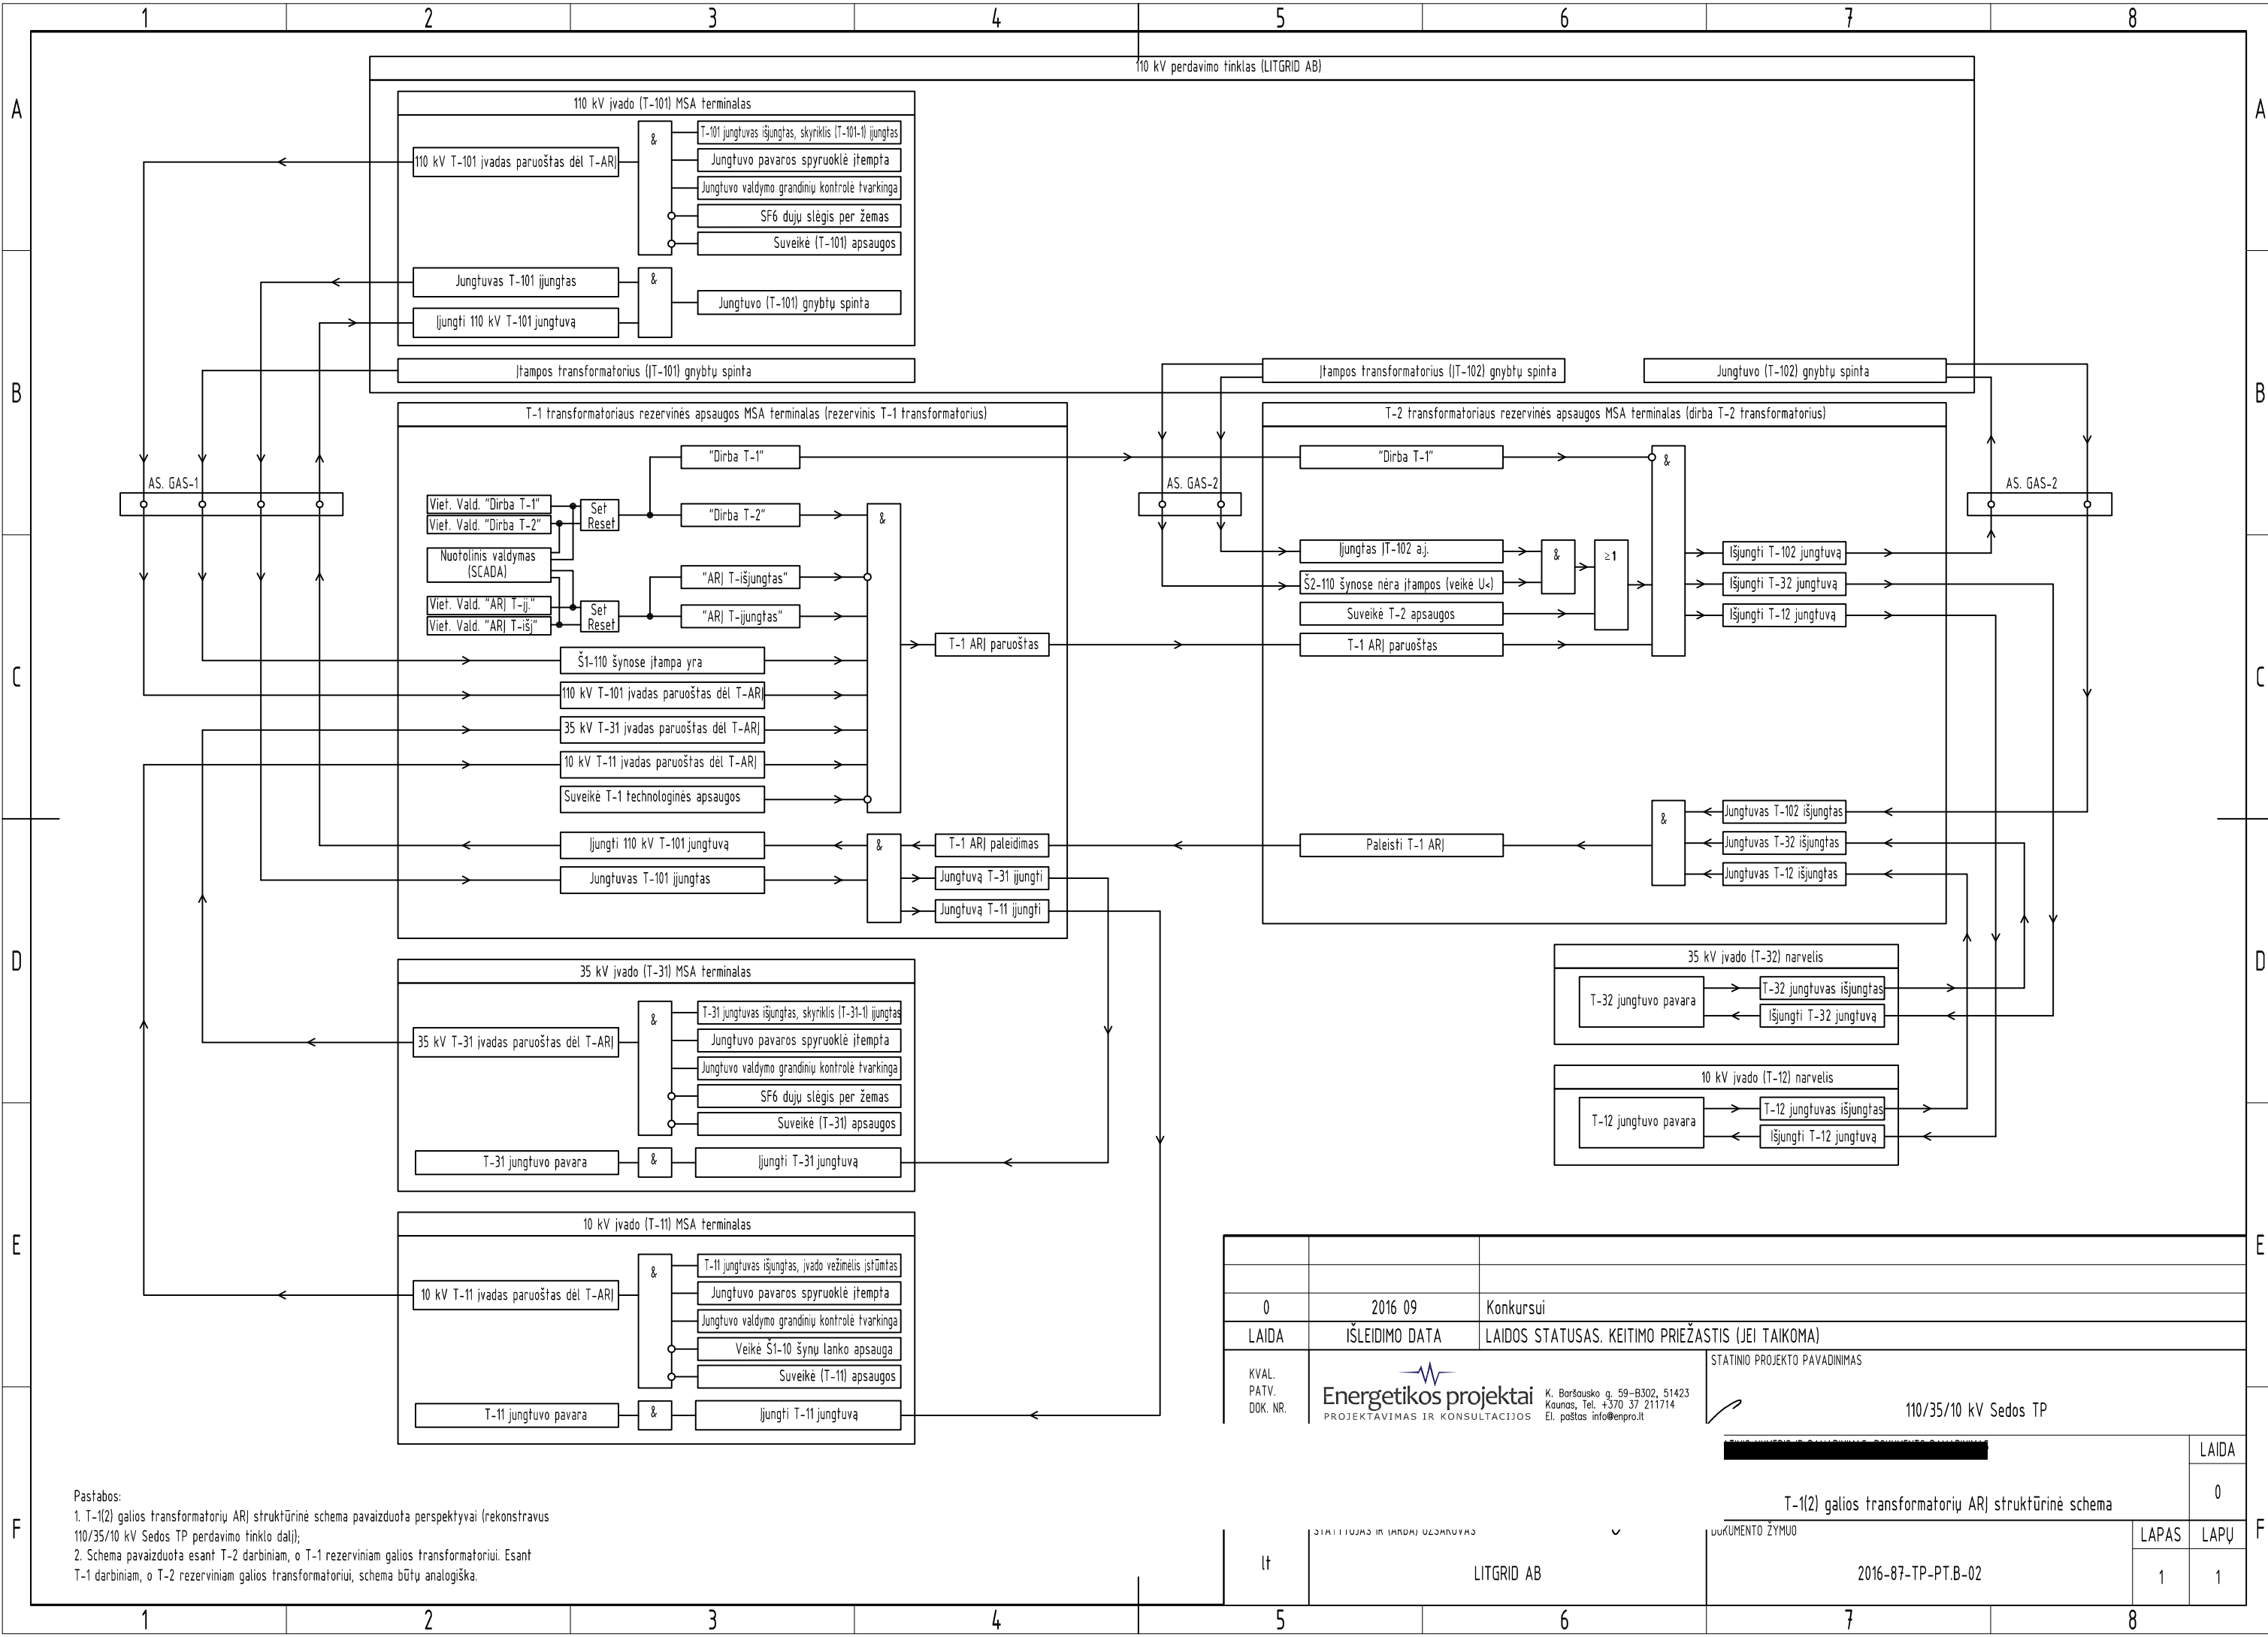 1 2 3 4 5 6 7 8
A
B
C
D
E
F
A
B
C
D
E
F
110 kV perdavimo tinklas (LITGRID AB)
110 kV įvado (T-101) MSA terminalas
110 kV T-101 įvadas paruoštas dėl T-ARĮ
&
T-101 jungtuvas išjungtas, skyriklis (T-101-1) įjungtas
Jungtuvo pavaros spyruoklė įtempta
Jungtuvo valdymo grandinių kontrolė tvarkinga
SF6 dujų slėgis per žemas
Suveikė (T-101) apsaugos
Jungtuvas T-101 įjungtas
&
Jungtuvo (T-101) gnybtų spinta
Įjungti 110 kV T-101 jungtuvą
Įtampos transformatorius (ĮT-101) gnybtų spinta
Įtampos transformatorius (ĮT-102) gnybtų spinta
Jungtuvo (T-102) gnybtų spinta
AS. GAS-1
AS. GAS-2
AS. GAS-2
T-1 transformatoriaus rezervinės apsaugos MSA terminalas (rezervinis T-1 transformatorius)
"Dirba T-1"
Viet. Vald. "Dirba T-1"
Viet. Vald. "Dirba T-2"
Set
Reset
"Dirba T-2"
&
Nuotolinis valdymas
(SCADA)
"ARĮ T-išjungtas"
Viet. Vald. "ARĮ T-įj."
Viet. Vald. "ARĮ T-išj"
Set
Reset
"ARĮ T-įjungtas"
Š1-110 šynose įtampa yra
110 kV T-101 įvadas paruoštas dėl T-ARĮ
35 kV T-31 įvadas paruoštas dėl T-ARĮ
10 kV T-11 įvadas paruoštas dėl T-ARĮ
Suveikė T-1 technologinės apsaugos
T-1 ARĮ paruoštas
Įjungti 110 kV T-101 jungtuvą
Jungtuvas T-101 įjungtas
&
T-1 ARĮ paleidimas
Jungtuvą T-31 įjungti
Jungtuvą T-11 įjungti
T-2 transformatoriaus rezervinės apsaugos MSA terminalas (dirba T-2 transformatorius)
"Dirba T-1"
&
Įjungtas ĮT-102 a.j.
Š2-110 šynose nėra įtampos (veikė U<)
&
≥1
Suveikė T-2 apsaugos
T-1 ARĮ paruoštas
Išjungti T-102 jungtuvą
Išjungti T-32 jungtuvą
Išjungti T-12 jungtuvą
Paleisti T-1 ARĮ
&
Jungtuvas T-102 išjungtas
Jungtuvas T-32 išjungtas
Jungtuvas T-12 išjungtas
35 kV įvado (T-31) MSA terminalas
35 kV T-31 įvadas paruoštas dėl T-ARĮ
&
T-31 jungtuvas išjungtas, skyriklis (T-31-1) įjungtas
Jungtuvo pavaros spyruoklė įtempta
Jungtuvo valdymo grandinių kontrolė tvarkinga
SF6 dujų slėgis per žemas
Suveikė (T-31) apsaugos
T-31 jungtuvo pavara
&
Įjungti T-31 jungtuvą
35 kV įvado (T-32) narvelis
T-32 jungtuvo pavara
T-32 jungtuvas išjungtas
Išjungti T-32 jungtuvą
10 kV įvado (T-12) narvelis
T-12 jungtuvo pavara
T-12 jungtuvas išjungtas
Išjungti T-12 jungtuvą
10 kV įvado (T-11) MSA terminalas
10 kV T-11 įvadas paruoštas dėl T-ARĮ
&
T-11 jungtuvas išjungtas, įvado vežimėlis įstūmtas
Jungtuvo pavaros spyruoklė įtempta
Jungtuvo valdymo grandinių kontrolė tvarkinga
Veikė Š1-10 šynų lanko apsauga
Suveikė (T-11) apsaugos
T-11 jungtuvo pavara
&
Įjungti T-11 jungtuvą
Pastabos:
1. T-1(2) galios transformatorių ARĮ struktūrinė schema pavaizduota perspektyvai (rekonstravus
110/35/10 kV Sedos TP perdavimo tinklo dalį);
2. Schema pavaizduota esant T-2 darbiniam, o T-1 rezerviniam galios transformatoriui. Esant
T-1 darbiniam, o T-2 rezerviniam galios transformatoriui, schema būtų analogiška.
0 2016 09 Konkursui
LAIDA IŠLEIDIMO DATA LAIDOS STATUSAS. KEITIMO PRIEŽASTIS (JEI TAIKOMA)
KVAL.
PATV.
DOK. NR.
Energetikos projektai
PROJEKTAVIMAS IR KONSULTACIJOS
K. Baršausko g. 59-B302, 51423
Kaunas, Tel. +370 37 211714
El. paštas info@enpro.lt
STATINIO PROJEKTO PAVADINIMAS
110/35/10 kV Sedos TP
LAIDA
0
T-1(2) galios transformatorių ARĮ struktūrinė schema
lt
LITGRID AB
DOKUMENTO ŽYMUO
2016-87-TP-PT.B-02
LAPAS LAPŲ
1 1
1 2 3 4 5 6 7 8